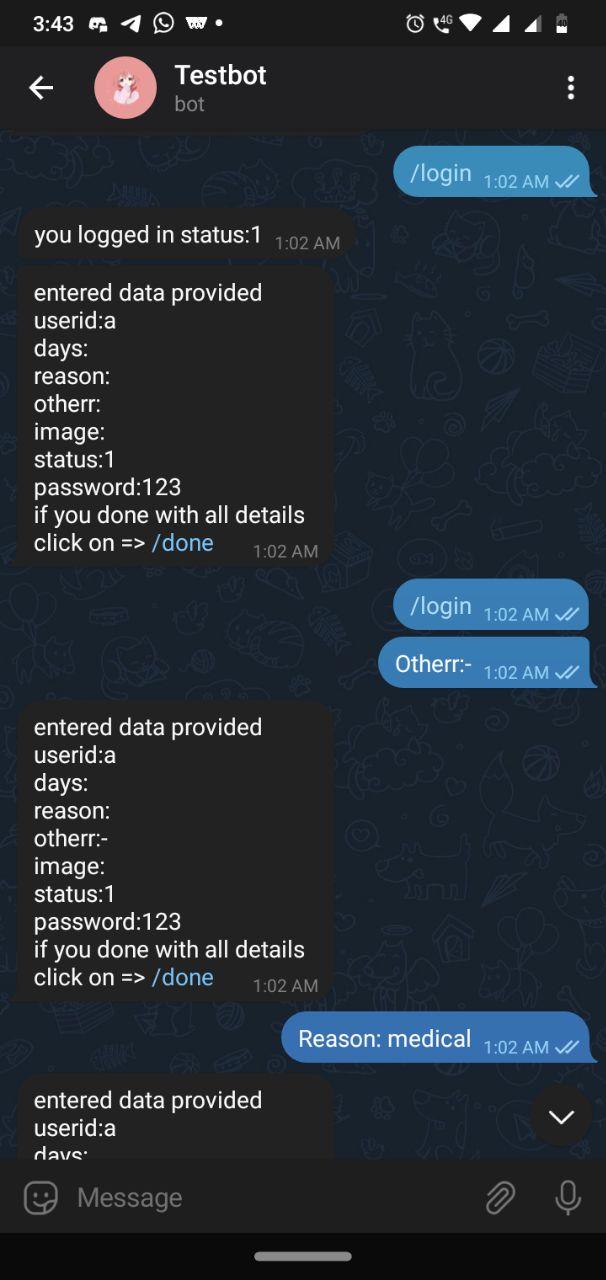 3:43
4G
Testbot
bot
/login 1:02 AM
you logged in status:1 1:02 AM
entered data provided
userid:a
days:
reason:
otherr:
image:
status:1
password:123
if you done with all details
click on => /done 1:02 AM
/login 1:02 AM
Otherr:- 1:02 AM
entered data provided
userid:a
days:
reason:
otherr:-
image:
status:1
password:123
if you done with all details
click on => /done 1:02 AM
Reason: medical 1:02 AM
entered data provided
userid:a
days:
Message